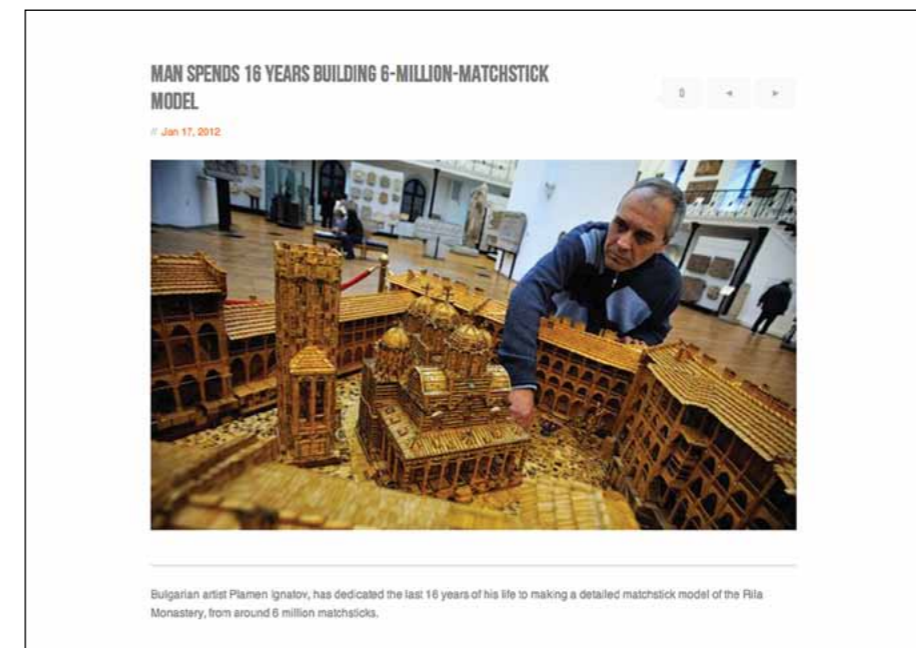 MAN SPENDS 16 YEARS BUILDING 6-MILLION-MATCHSTICK
MODEL
0
// Jan 17, 2012
Bulgarian artist Plamen Ignatov, has dedicated the last 16 years of his life to making a detailed matchstick model of the Rila
Monastery, from around 6 million matchsticks.